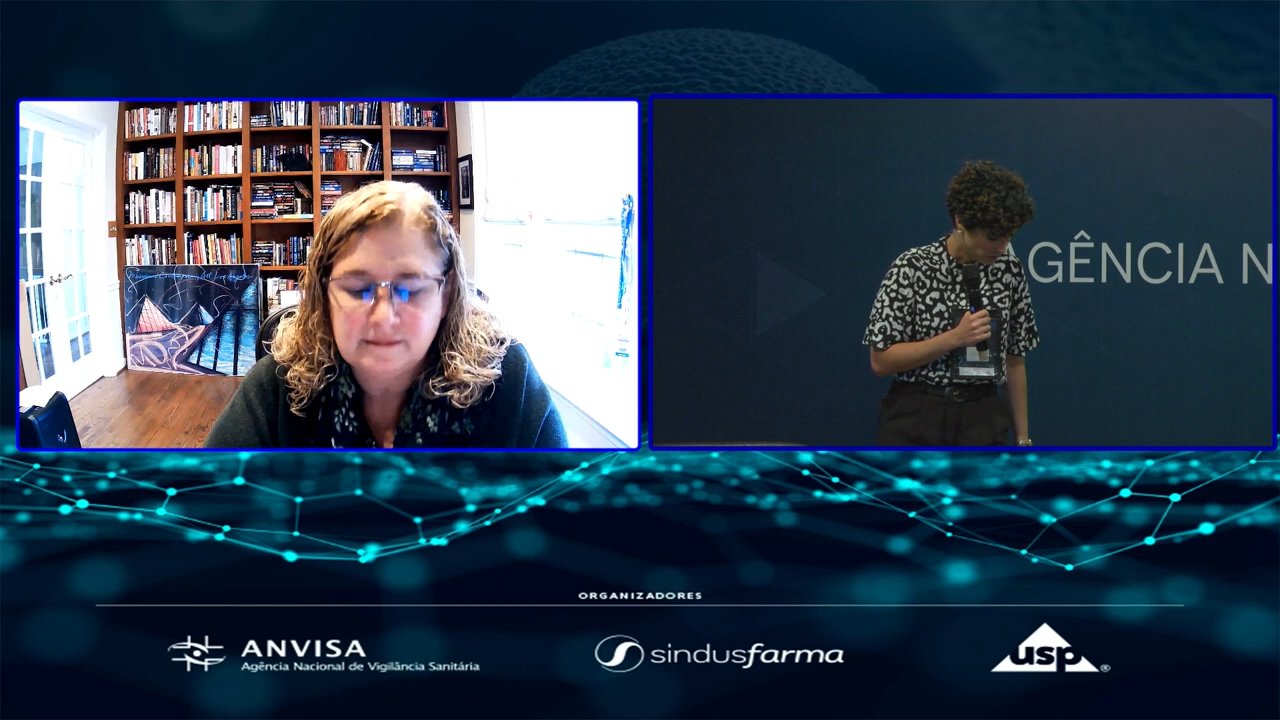 AGÊNCIA N
ORGANIZADORES
ANVISA
Agência Nacional de Vigilância Sanitária
sindusfarma
usp®